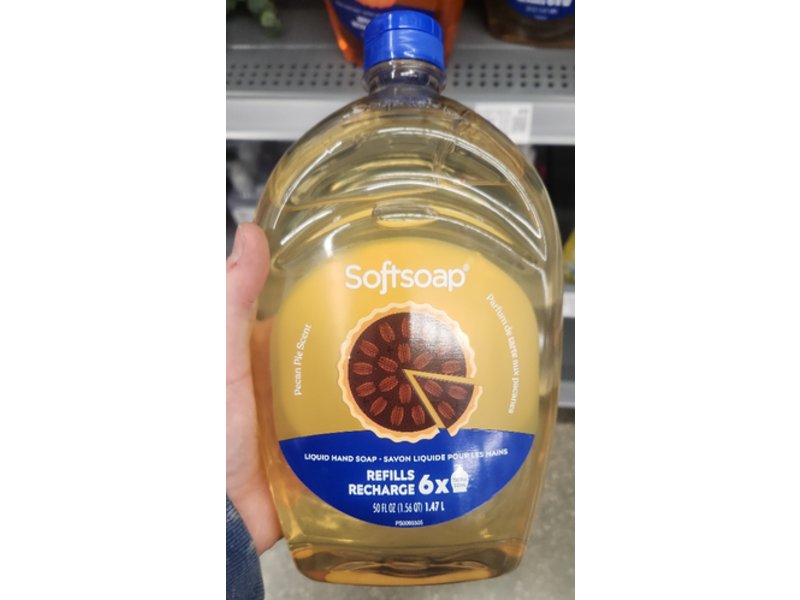 Softsoap®
Pecan Pie Scent
Parfum de tarte aux pacanes
LIQUID HAND SOAP · SAVON LIQUIDE POUR LES MAINS
REFILLS
RECHARGE 6x
50 FL OZ (1.56 QT) 1.47 L